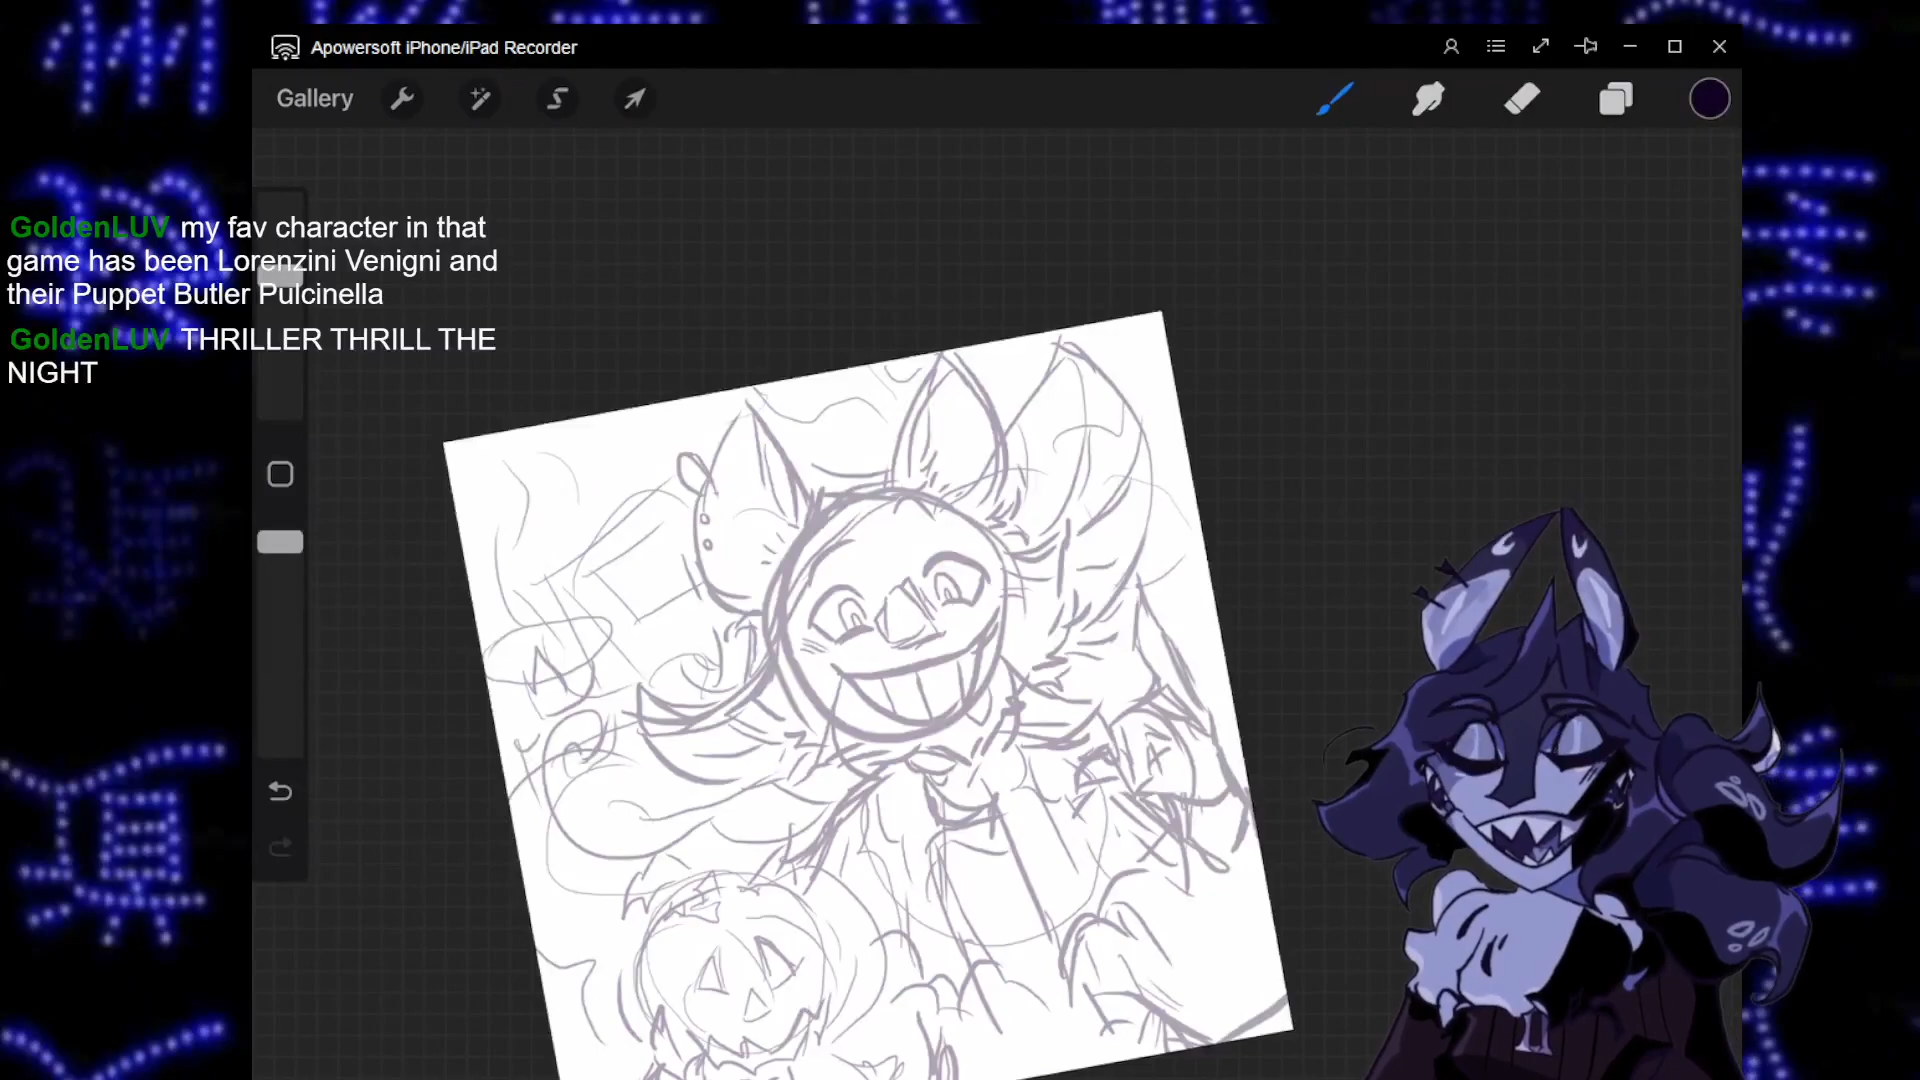 Apowersoft iPhone/iPad Recorder
Gallery
GoldenLUV my fav character in that
game has been Lorenzini Venigni and
their Puppet Butler Pulcinella
GoldenLUV THRILLER THRILL THE
NIGHT